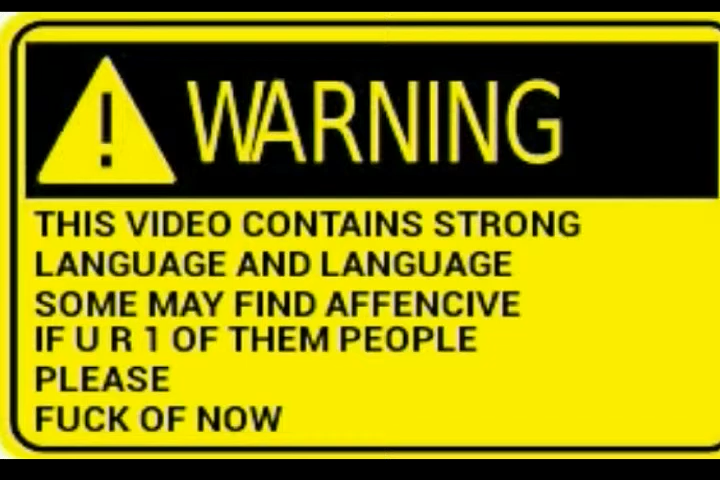 WARNING
THIS VIDEO CONTAINS STRONG
LANGUAGE AND LANGUAGE
SOME MAY FIND AFFENCIVE
IF U R 1 OF THEM PEOPLE
PLEASE
FUCK OF NOW